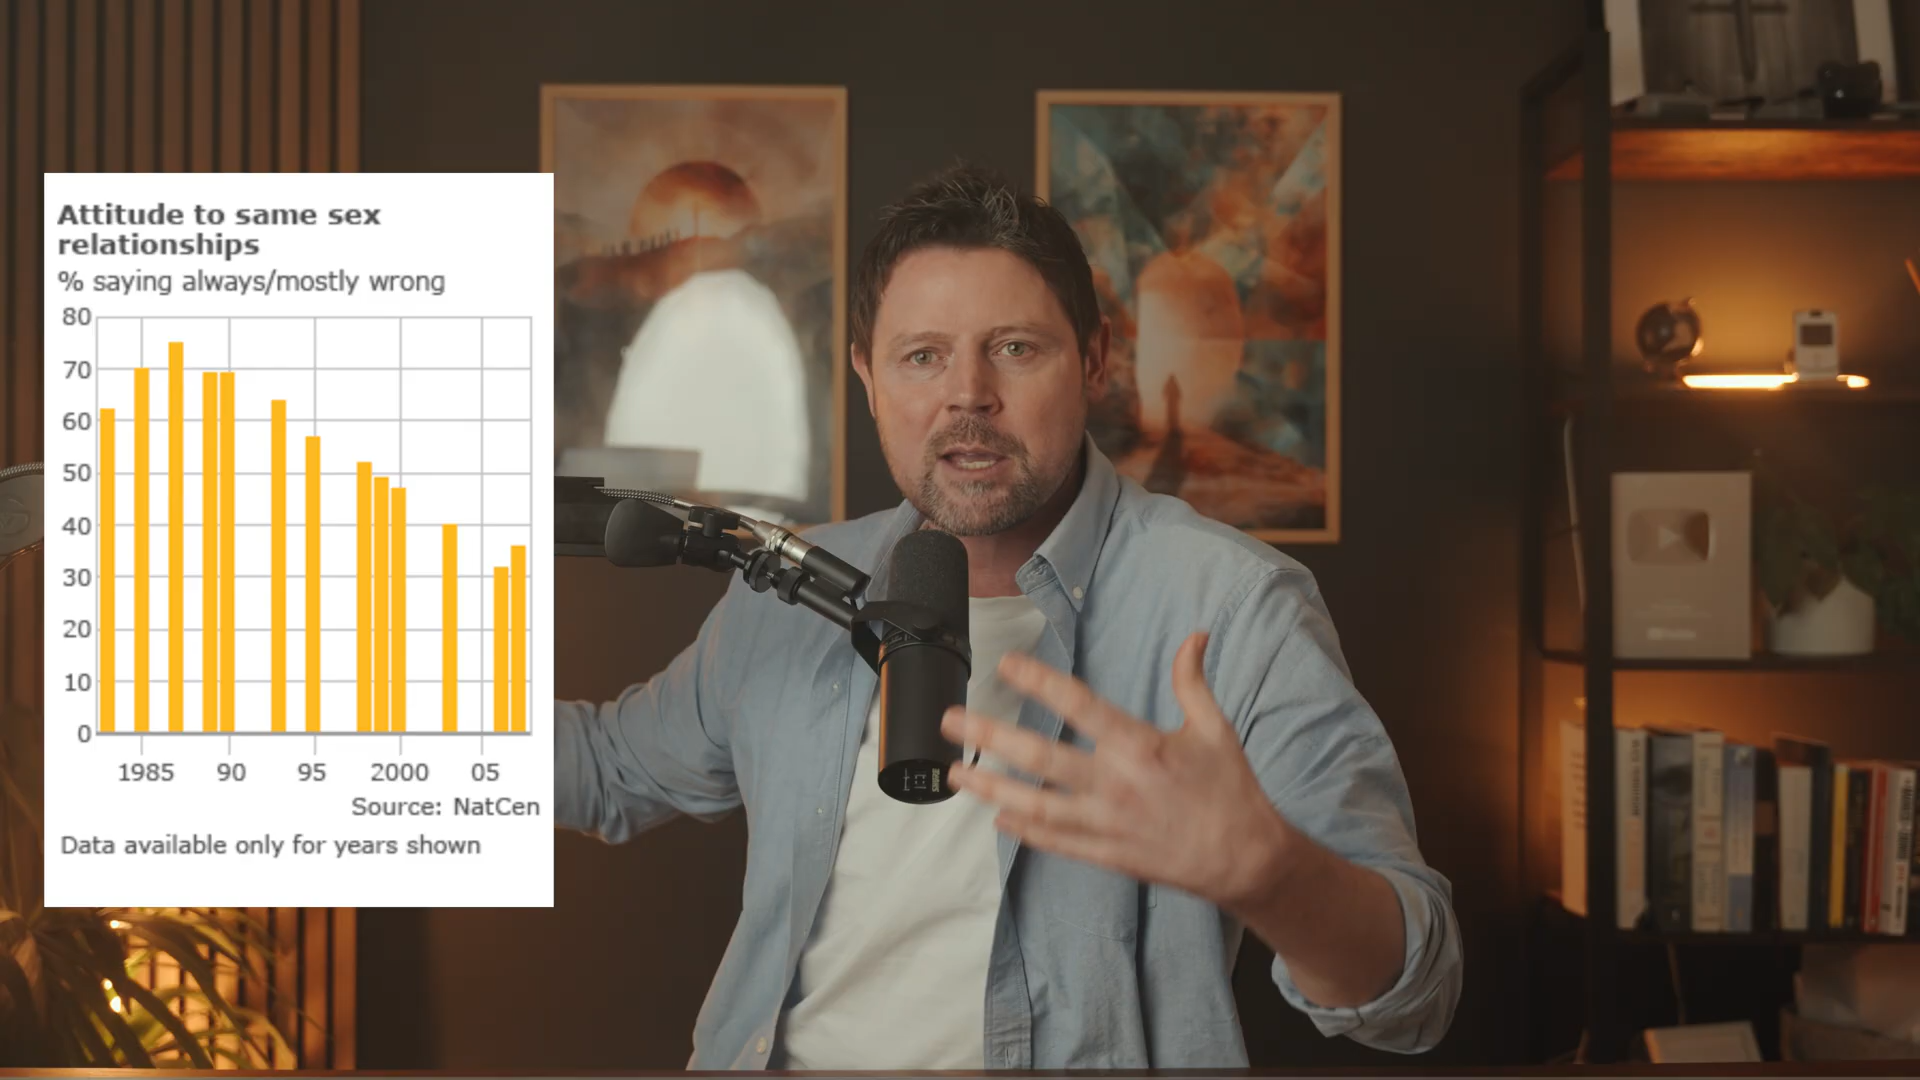 Attitude to same sex
relationships
% saying always/mostly wrong
80
70
60
50
40
30
20
10
0
1985 90 95 2000 05
Source: NatCen
Data available only for years shown